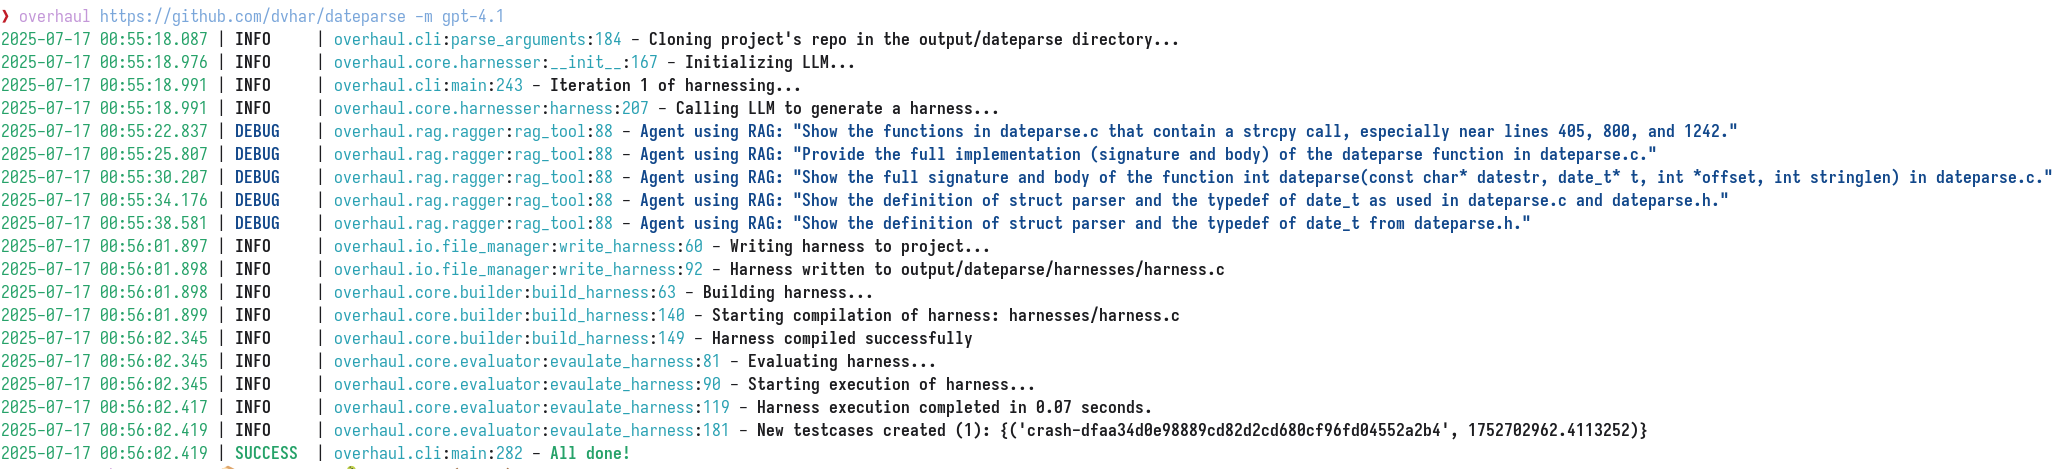 ❯ overhaul https://github.com/dvhar/dateparse -m gpt-4.1
2025-07-17 00:55:18.087 | INFO     | overhaul.cli:parse_arguments:184 - Cloning project's repo in the output/dateparse directory...
2025-07-17 00:55:18.976 | INFO     | overhaul.core.harnesser:__init__:167 - Initializing LLM...
2025-07-17 00:55:18.991 | INFO     | overhaul.cli:main:243 - Iteration 1 of harnessing...
2025-07-17 00:55:18.991 | INFO     | overhaul.core.harnesser:harness:207 - Calling LLM to generate a harness...
2025-07-17 00:55:22.837 | DEBUG    | overhaul.rag.ragger:rag_tool:88 - Agent using RAG: "Show the functions in dateparse.c that contain a strcpy call, especially near lines 405, 800, and 1242."
2025-07-17 00:55:25.807 | DEBUG    | overhaul.rag.ragger:rag_tool:88 - Agent using RAG: "Provide the full implementation (signature and body) of the dateparse function in dateparse.c."
2025-07-17 00:55:30.207 | DEBUG    | overhaul.rag.ragger:rag_tool:88 - Agent using RAG: "Show the full signature and body of the function int dateparse(const char* datestr, date_t* t, int *offset, int stringlen) in dateparse.c."
2025-07-17 00:55:34.176 | DEBUG    | overhaul.rag.ragger:rag_tool:88 - Agent using RAG: "Show the definition of struct parser and the typedef of date_t as used in dateparse.c and dateparse.h."
2025-07-17 00:55:38.581 | DEBUG    | overhaul.rag.ragger:rag_tool:88 - Agent using RAG: "Show the definition of struct parser and the typedef of date_t from dateparse.h."
2025-07-17 00:56:01.897 | INFO     | overhaul.io.file_manager:write_harness:60 - Writing harness to project...
2025-07-17 00:56:01.898 | INFO     | overhaul.io.file_manager:write_harness:92 - Harness written to output/dateparse/harnesses/harness.c
2025-07-17 00:56:01.898 | INFO     | overhaul.core.builder:build_harness:63 - Building harness...
2025-07-17 00:56:01.899 | INFO     | overhaul.core.builder:build_harness:140 - Starting compilation of harness: harnesses/harness.c
2025-07-17 00:56:02.345 | INFO     | overhaul.core.builder:build_harness:149 - Harness compiled successfully
2025-07-17 00:56:02.345 | INFO     | overhaul.core.evaluator:evaulate_harness:81 - Evaluating harness...
2025-07-17 00:56:02.345 | INFO     | overhaul.core.evaluator:evaulate_harness:90 - Starting execution of harness...
2025-07-17 00:56:02.417 | INFO     | overhaul.core.evaluator:evaulate_harness:119 - Harness execution completed in 0.07 seconds.
2025-07-17 00:56:02.419 | INFO     | overhaul.core.evaluator:evaulate_harness:181 - New testcases created (1): {('crash-dfaa34d0e98889cd82d2cd680cf96fd04552a2b4', 1752702962.4113252)}
2025-07-17 00:56:02.419 | SUCCESS  | overhaul.cli:main:282 - All done!